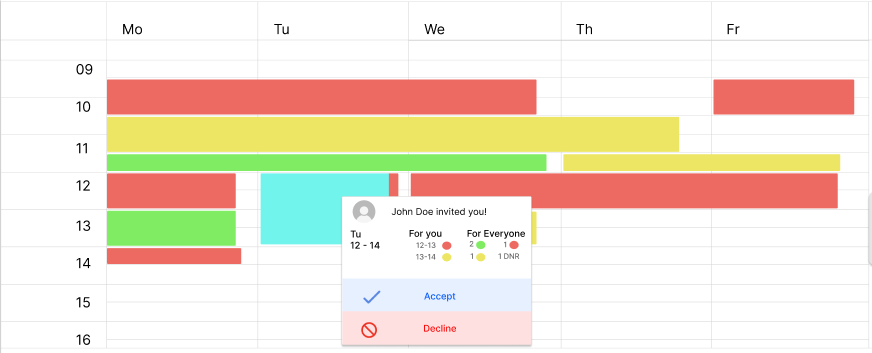 Mo Tu We Th Fr
09
10
11
12
13
14
15
16
John Doe invited you!
Tu
12 - 14
For you
12-13
13-14
For Everyone
2 1
1 1 DNR
Accept
Decline